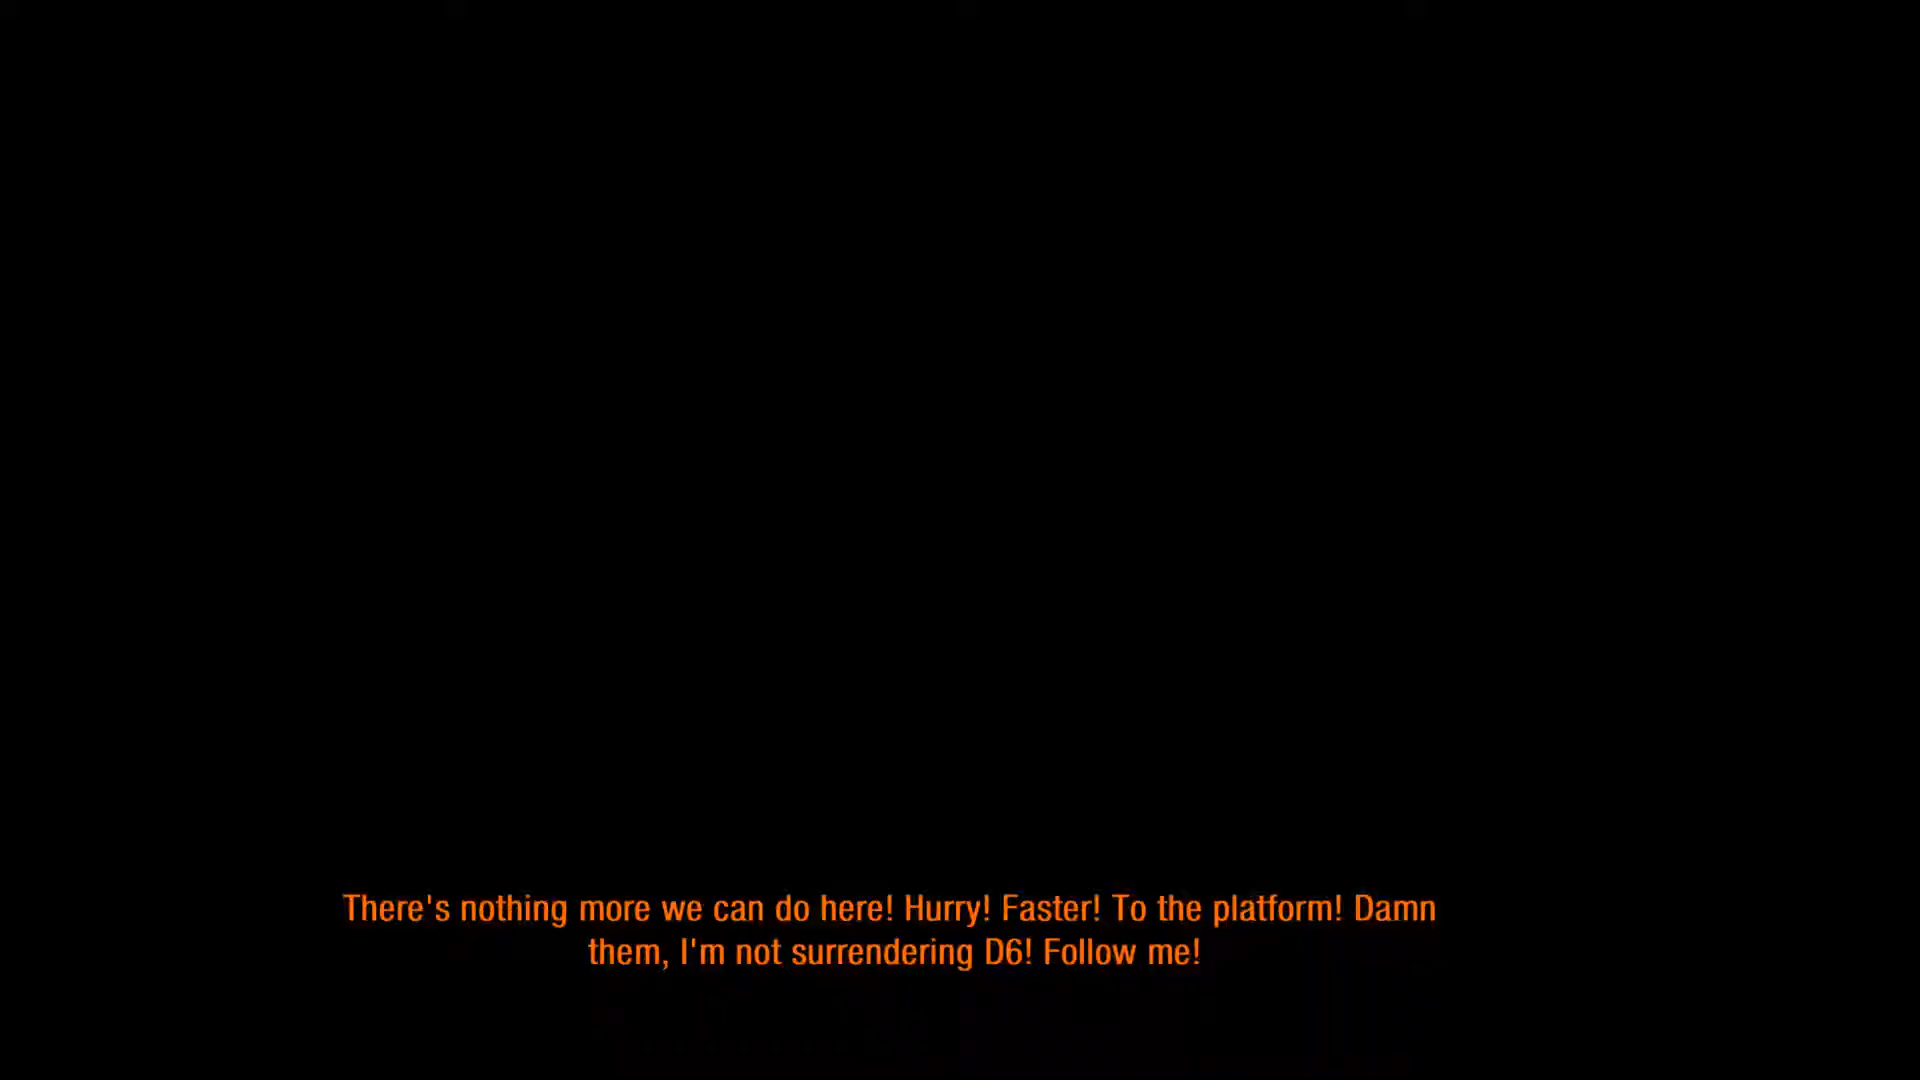 There's nothing more we can do here! Hurry! Faster! To the platform! Damn
them, I'm not surrendering D6! Follow me!